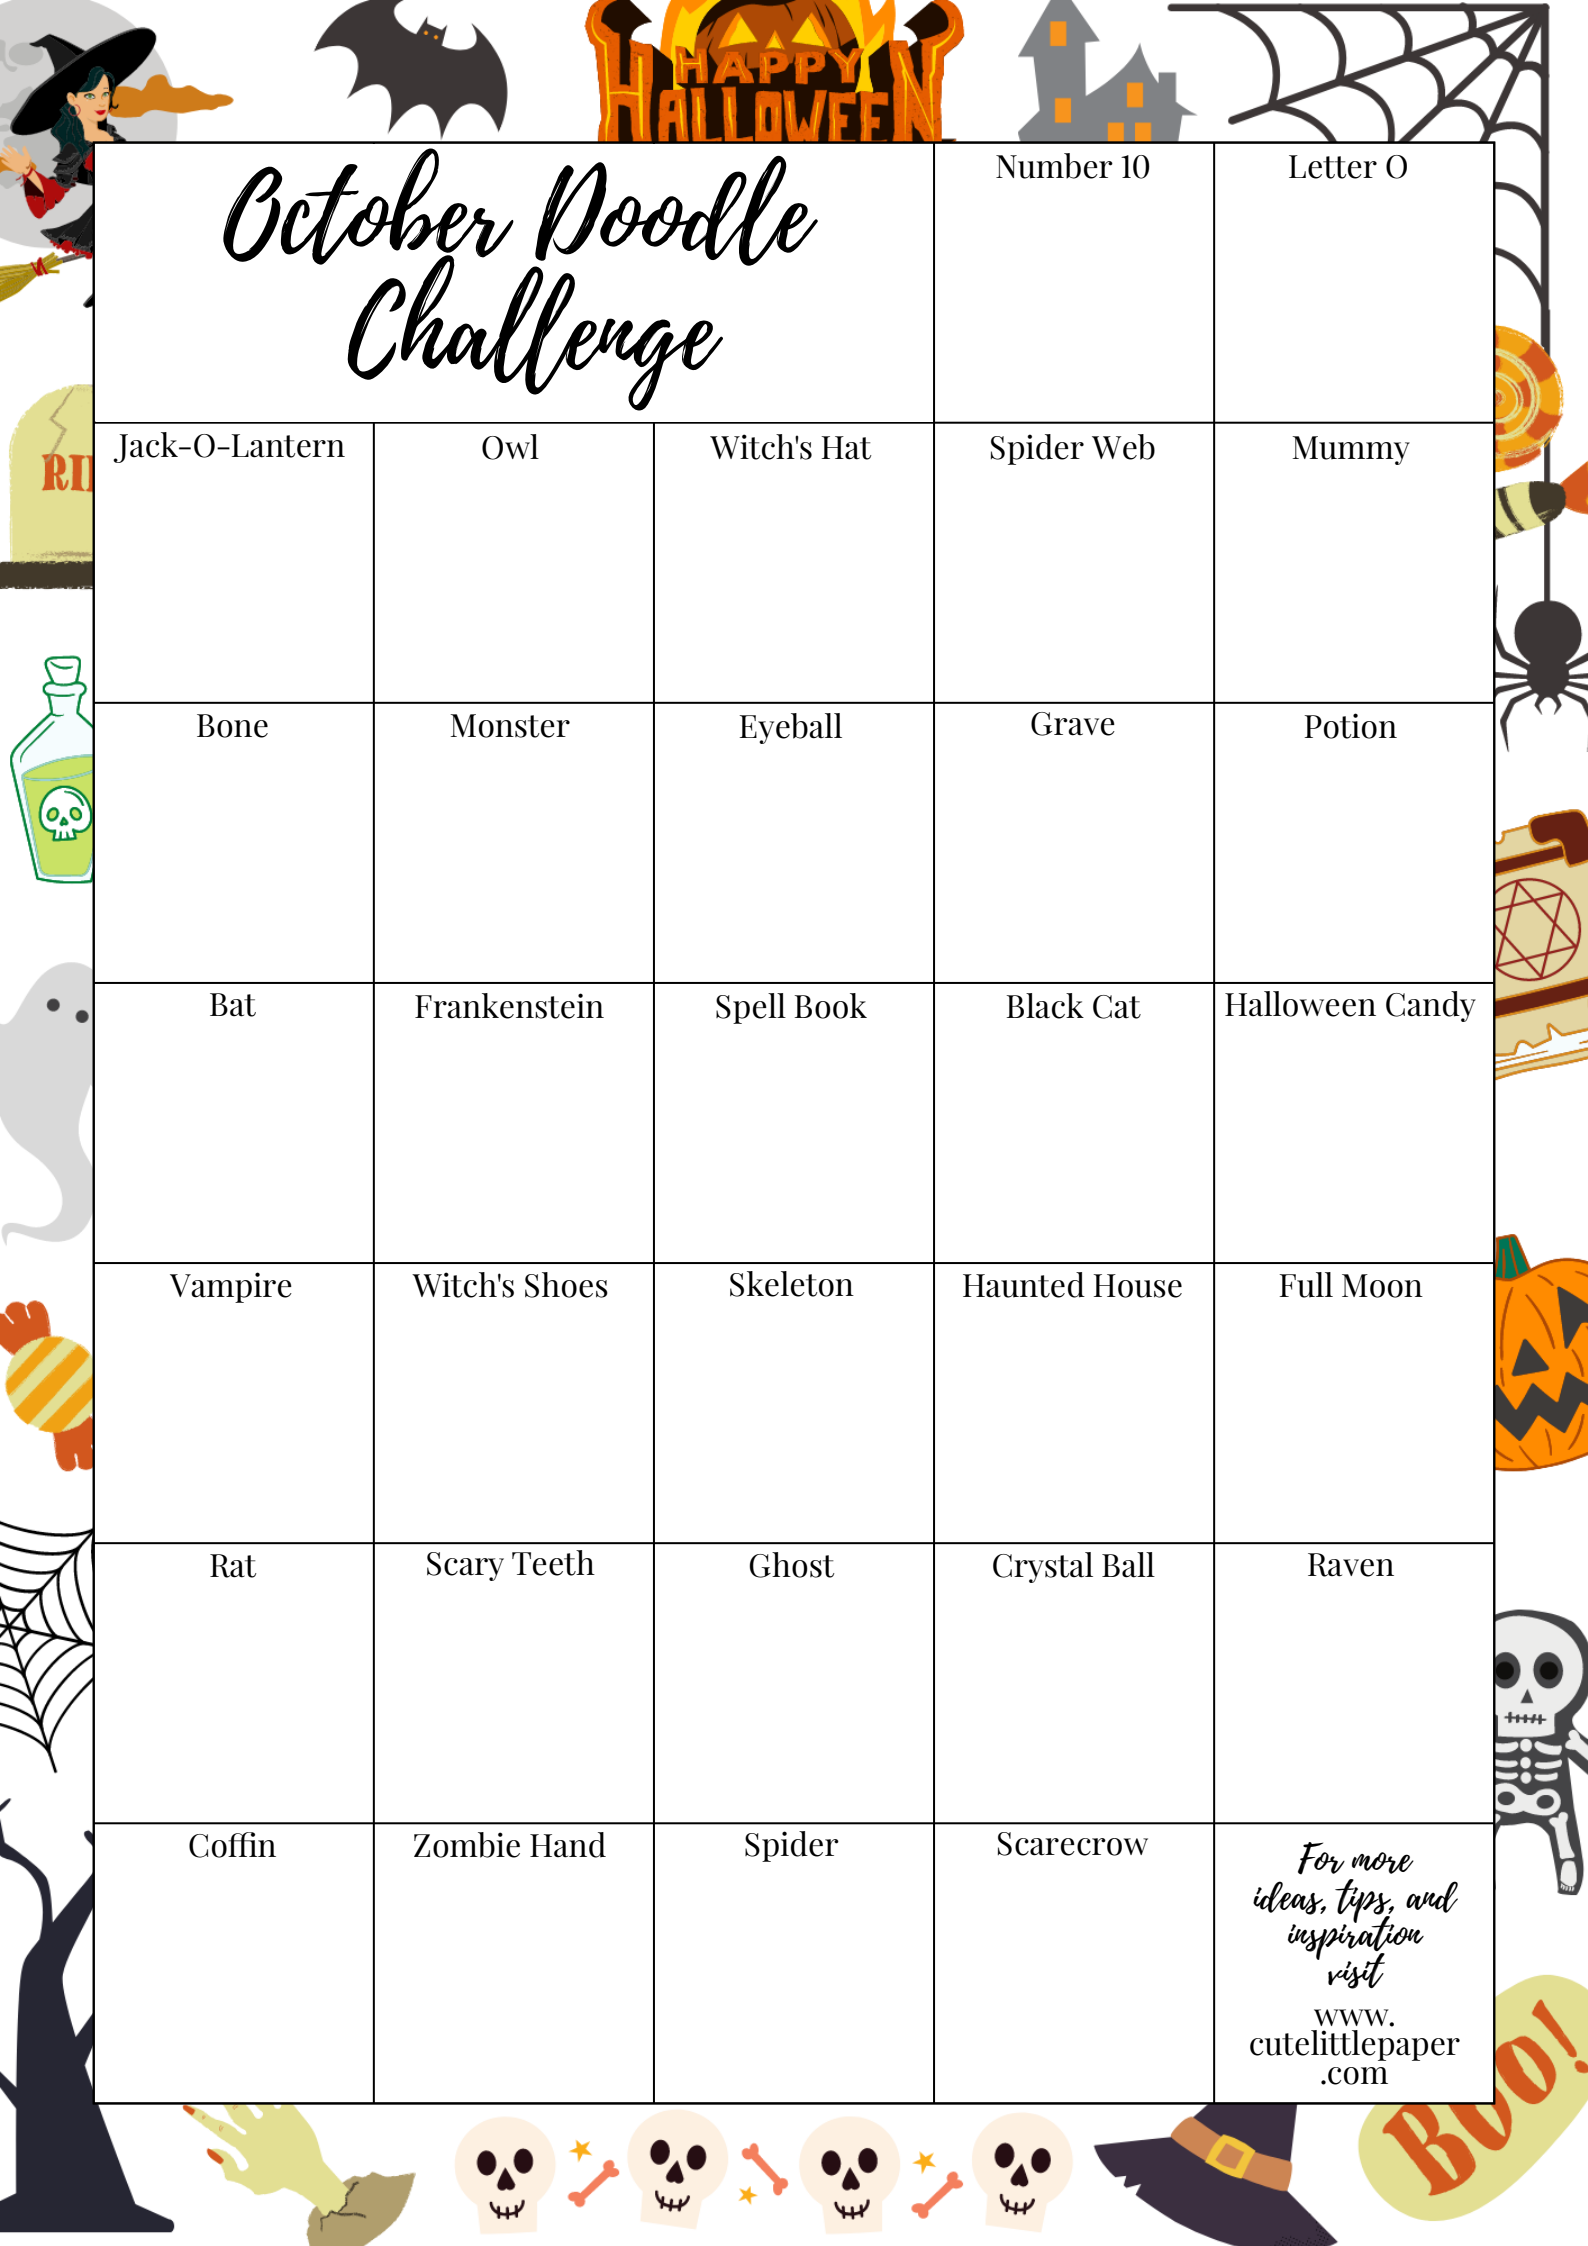 HAPPY
HALLOWEEN
October Doodle
Challenge
Number 10
Letter O
Jack-O-Lantern
Owl
Witch's Hat
Spider Web
Mummy
RI
Bone
Monster
Eyeball
Grave
Potion
Bat
Frankenstein
Spell Book
Black Cat
Halloween Candy
Vampire
Witch's Shoes
Skeleton
Haunted House
Full Moon
Rat
Scary Teeth
Ghost
Crystal Ball
Raven
Coffin
Zombie Hand
Spider
Scarecrow
For more
ideas, tips, and
inspiration
visit
www.
cutelittlepaper
.com
Boo!